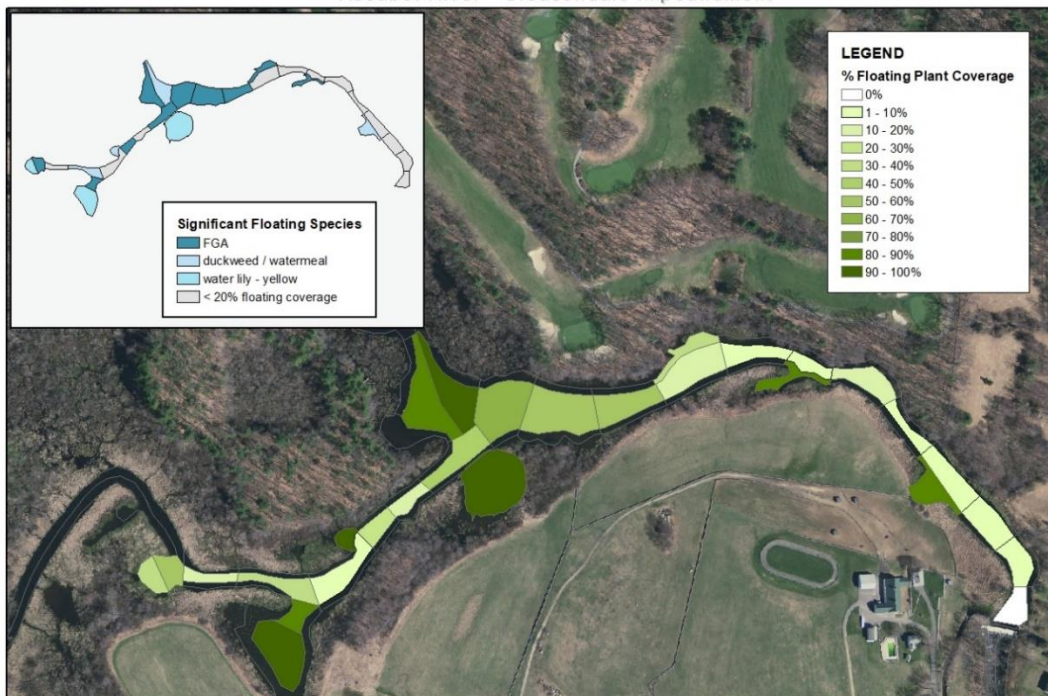 LEGEND
% Floating Plant Coverage
0%
1 - 10%
10 - 20%
20 - 30%
30 - 40%
40 - 50%
50 - 60%
60 - 70%
70 - 80%
80 - 90%
90 - 100%
Significant Floating Species
FGA
duckweed / watermeal
water lily - yellow
< 20% floating coverage